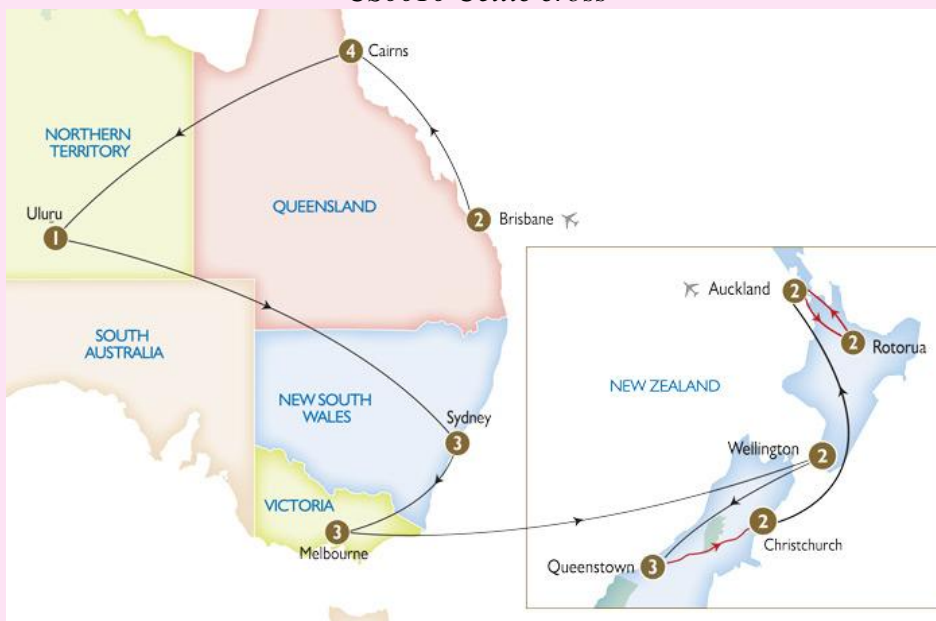 4 Cairns
NORTHERN
TERRITORY
Uluru
1
QUEENSLAND
2 Brisbane
Auckland 2
2 Rotorua
SOUTH
AUSTRALIA
NEW ZEALAND
NEW SOUTH
WALES
Sydney
3
Wellington
2
VICTORIA
3
Melbourne
2
Christchurch
Queenstown 3